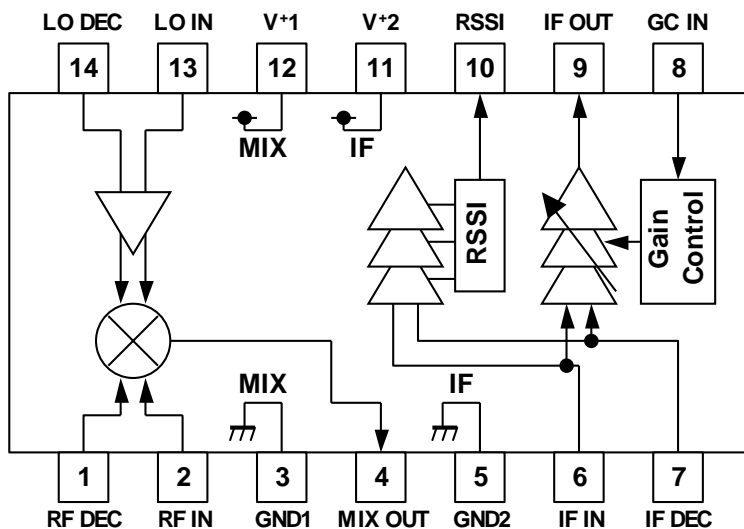 LO DEC LO IN V+1 V+2 RSSI IF OUT GC IN
14 13 12 11 10 9 8
MIX IF
RSSI
Gain
Control
MIX IF
1 2 3 4 5 6 7
RF DEC RF IN GND1 MIX OUT GND2 IF IN IF DEC